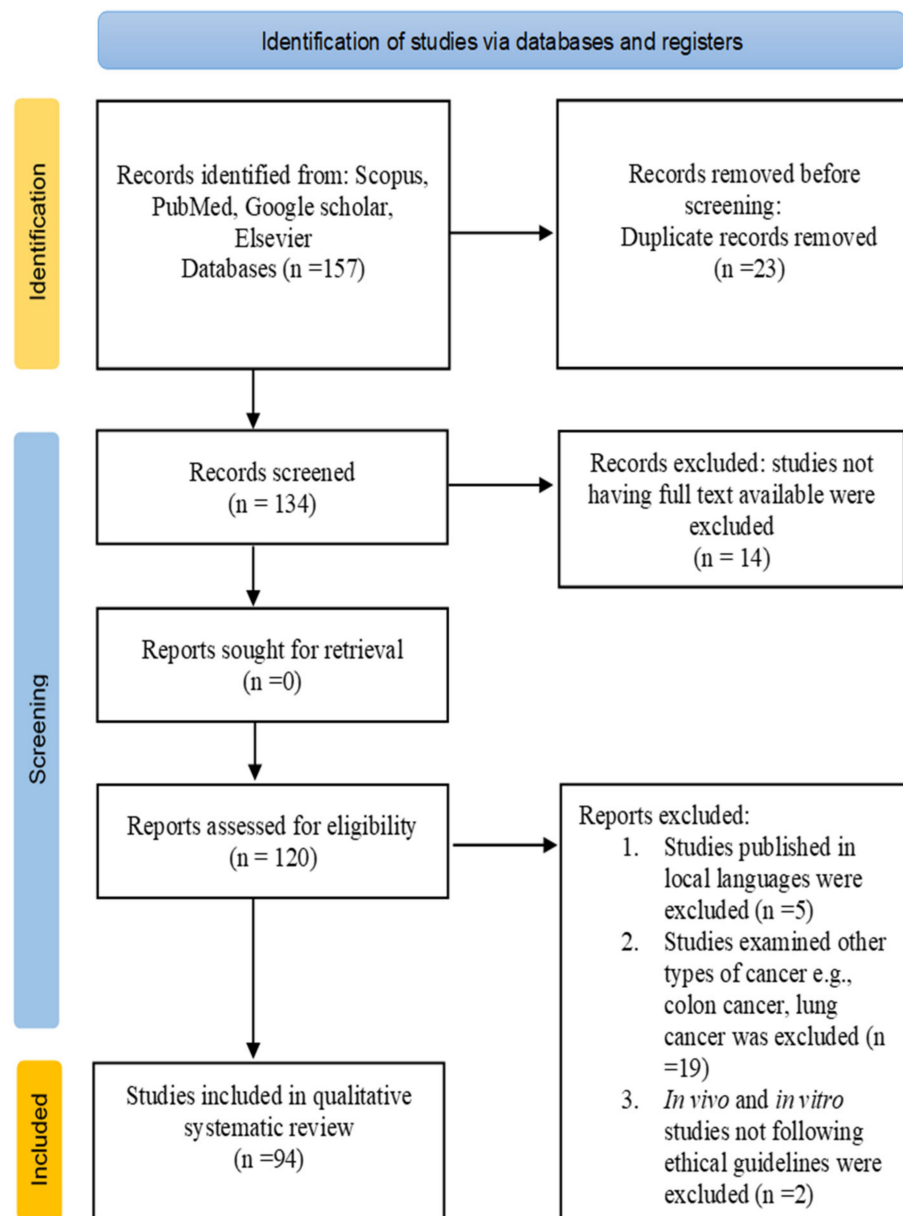 Identification of studies via databases and registers
Identification
Records identified from: Scopus,
PubMed, Google scholar,
Elsevier
Databases (n =157)
Records removed before
screening:
Duplicate records removed
(n =23)
Screening
Records screened
(n = 134)
Records excluded: studies not
having full text available were
excluded
(n = 14)
Reports sought for retrieval
(n =0)
Reports assessed for eligibility
(n = 120)
Reports excluded:
1. Studies published in
local languages were
excluded (n =5)
2. Studies examined other
types of cancer e.g.,
colon cancer, lung
cancer was excluded (n
=19)
3. In vivo and in vitro
studies not following
ethical guidelines were
excluded (n =2)
Included
Studies included in qualitative
systematic review
(n =94)